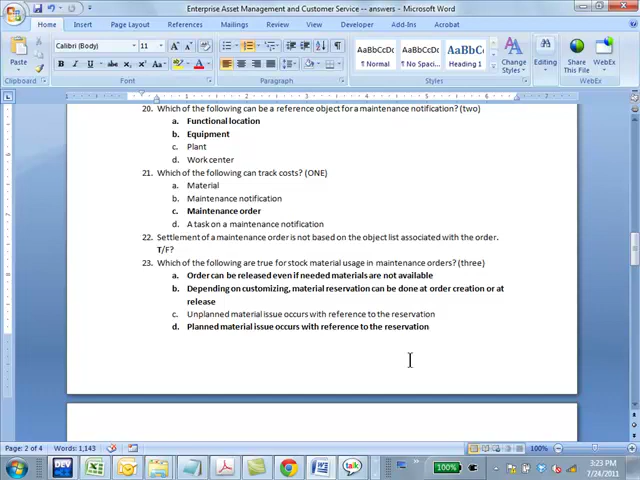 Enterprise Asset Management and Customer Service -- answers - Microsoft Word
Home Insert Page Layout References Mailings Review View Developer Add-Ins Acrobat
Calibri (Body) 11
AaBbCcDc AaBbCcDc AaBbCc
Paste ¶ Normal ¶ No Spaci... Heading 1 Change Styles Editing Share This File
Clipboard Font Paragraph Styles WebEx
20. Which of the following can be a reference object for a maintenance notification? (two)
a. Functional location
b. Equipment
c. Plant
d. Work center
21. Which of the following can track costs? (ONE)
a. Material
b. Maintenance notification
c. Maintenance order
d. A task on a maintenance notification
22. Settlement of a maintenance order is not based on the object list associated with the order.
T/F?
23. Which of the following are true for stock material usage in maintenance orders? (three)
a. Order can be released even if needed materials are not available
b. Depending on customizing, material reservation can be done at order creation or at
release
c. Unplanned material issue occurs with reference to the reservation
d. Planned material issue occurs with reference to the reservation
Page: 2 of 4 Words: 1,143 100%
DEV talk 100% 3:23 PM
7/24/2011